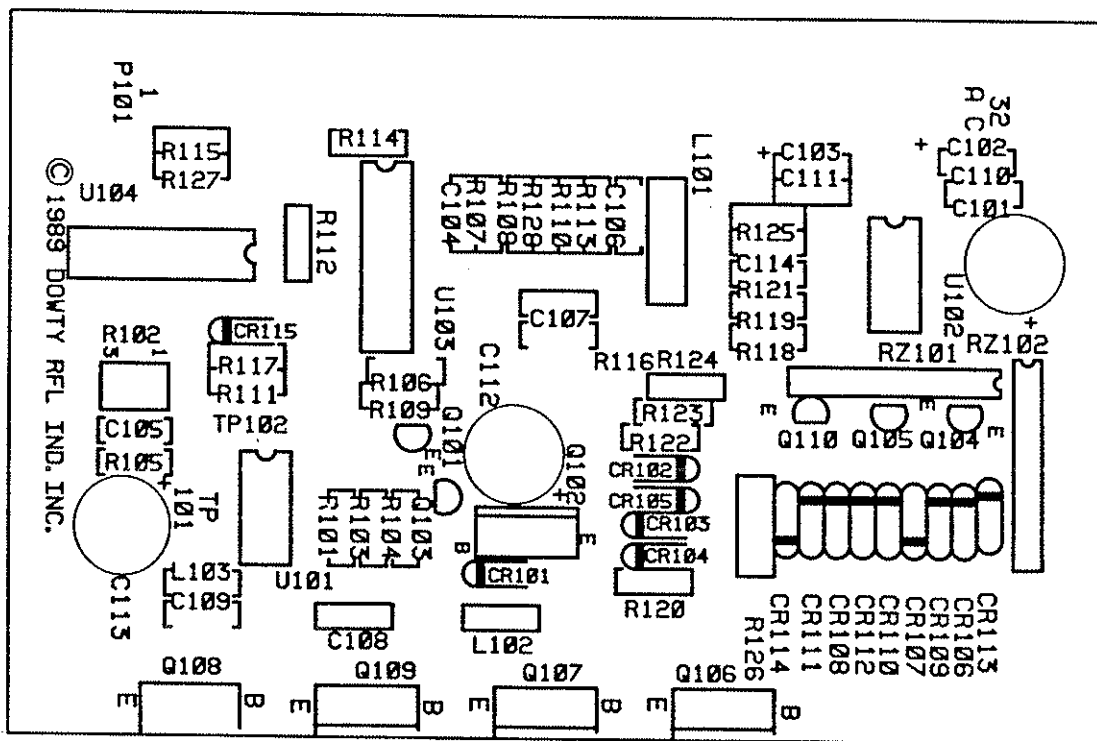 P101
1
© 1989 DOWTY RFL IND. INC.
R115
R127
U104
R112
R114
U103
C104
R107
R108
R128
R110
R113
C106
L101
+
C103
C111
32
A C
+
C102
C110
C101
R125
C114
R121
R119
R118
U102
+
RZ101
RZ102
R102
3
1
CR115
R117
R111
TP102
C105
R105
+
TP
101
C113
L103
C109
U101
R106
R109
Q101
E
E
C112
C107
+
Q102
R116
R124
R123
R122
CR102
CR105
CR103
CR104
R120
R101
R103
R104
Q103
B
E
CR101
C108
L102
E
Q110
Q105
E
Q104
E
R126
CR114
CR111
CR108
CR112
CR110
CR107
CR109
CR106
CR113
Q108
E
B
Q109
E
B
Q107
E
B
Q106
E
B